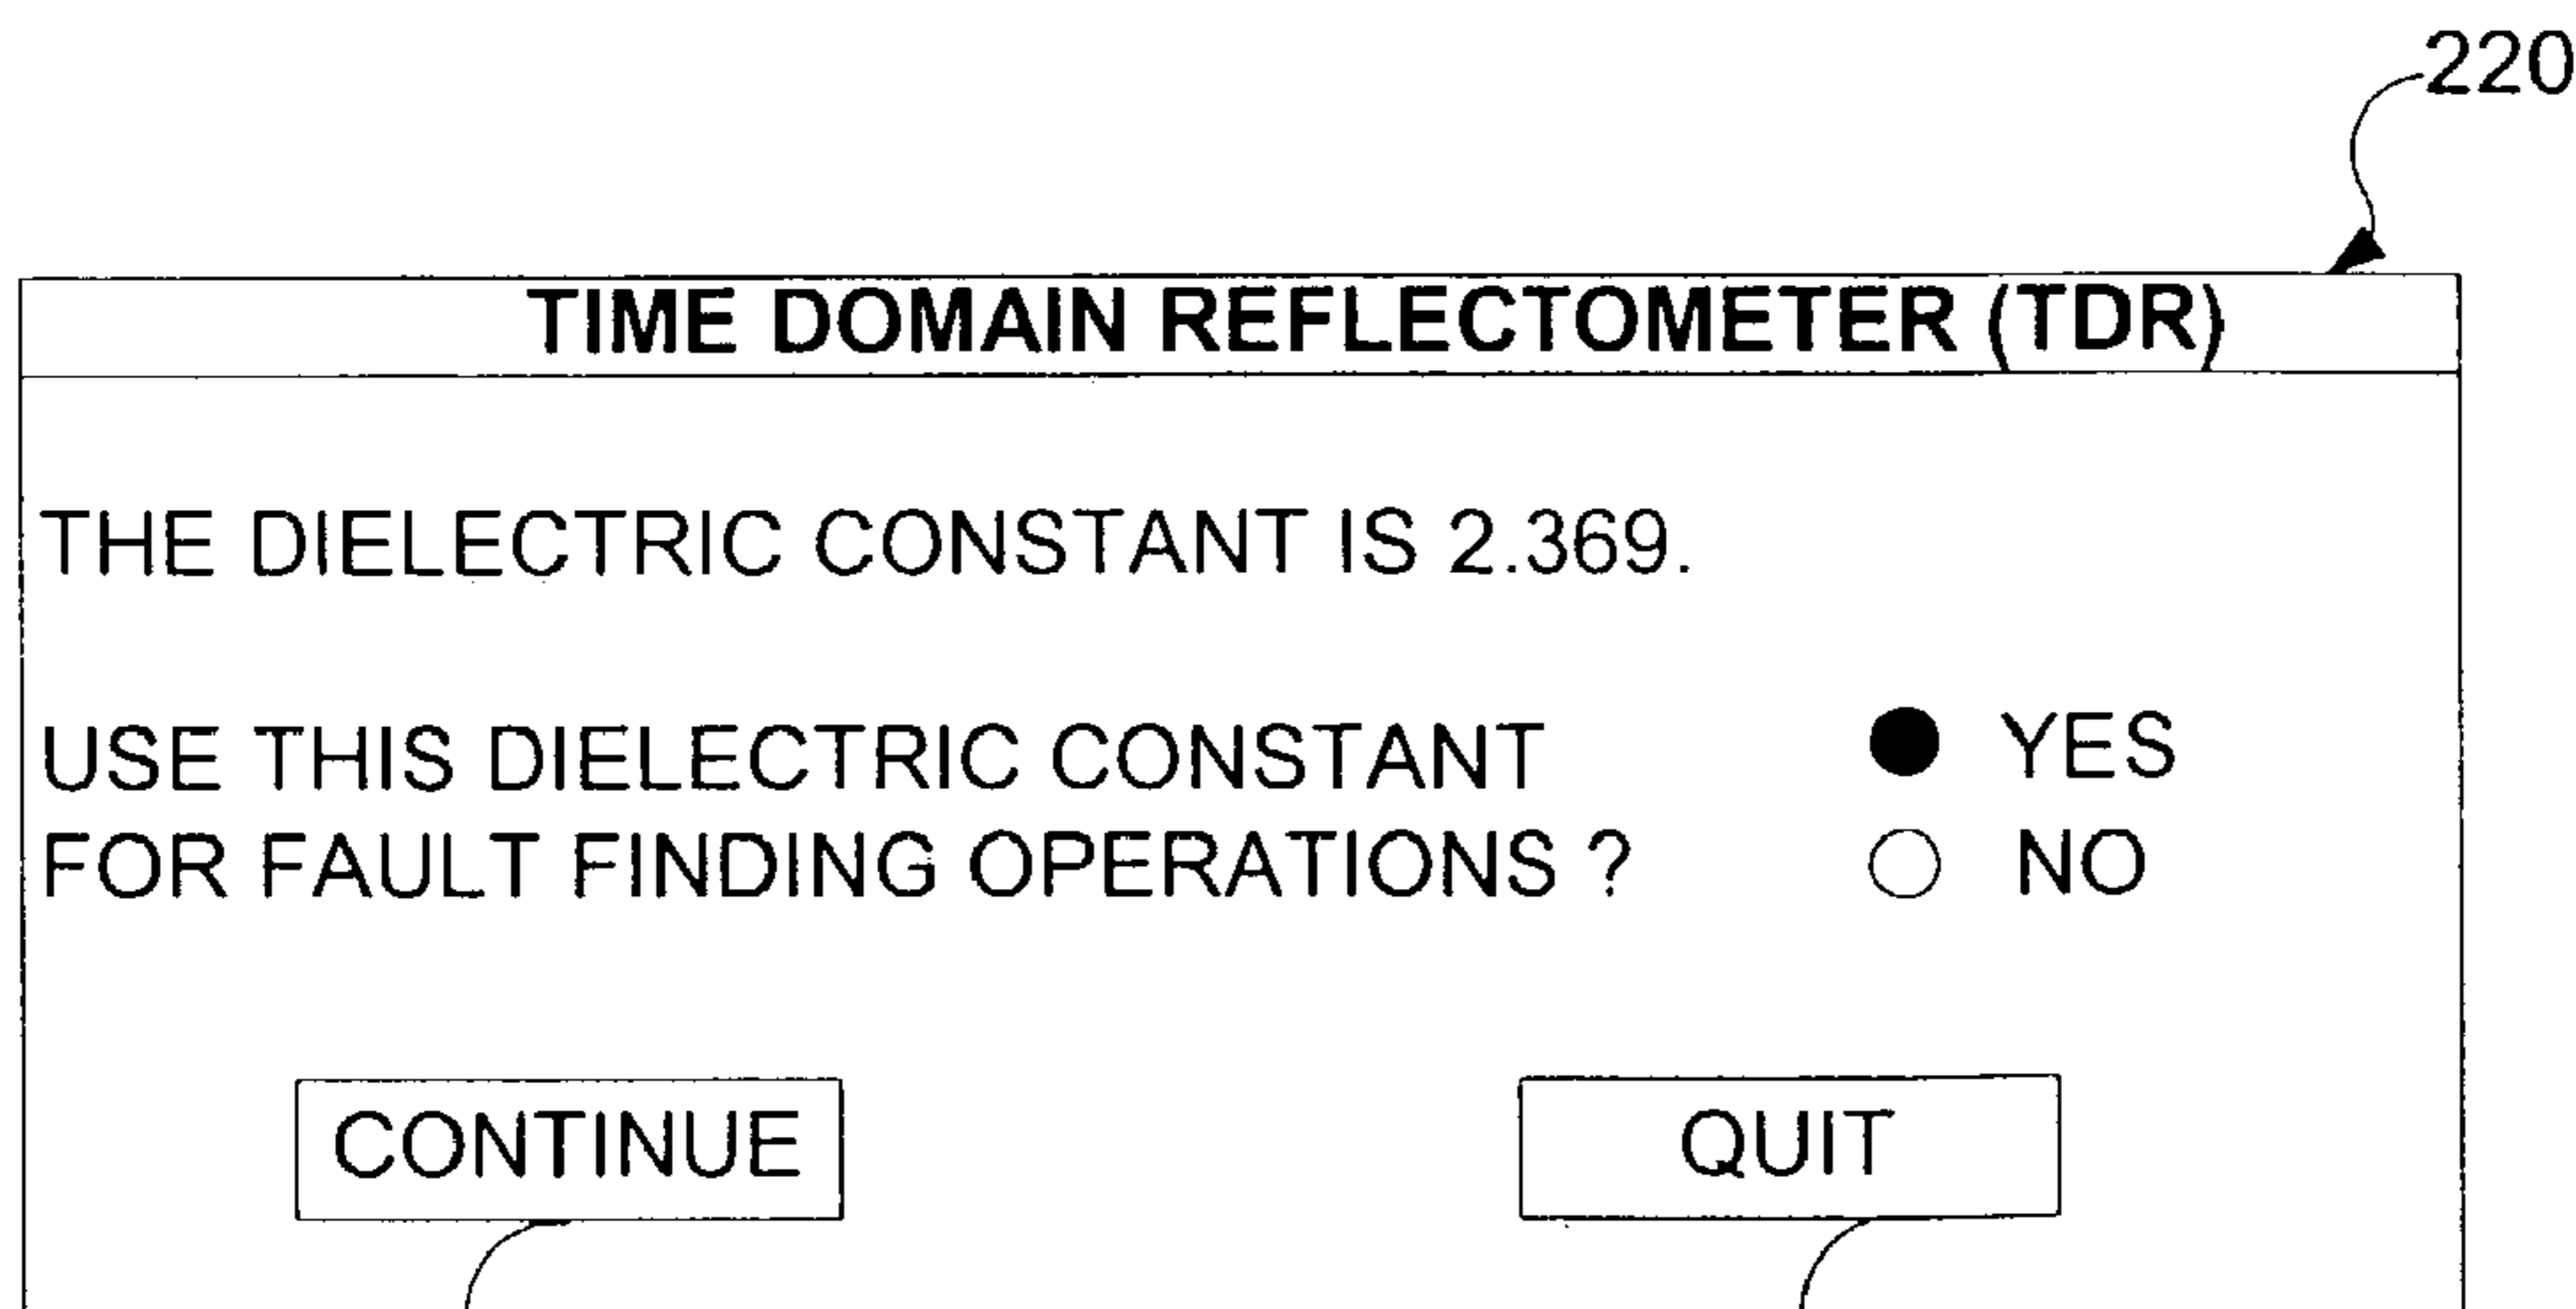 220
TIME DOMAIN REFLECTOMETER (TDR)
THE DIELECTRIC CONSTANT IS 2.369.
USE THIS DIELECTRIC CONSTANT
FOR FAULT FINDING OPERATIONS ?
YES
NO
CONTINUE
QUIT